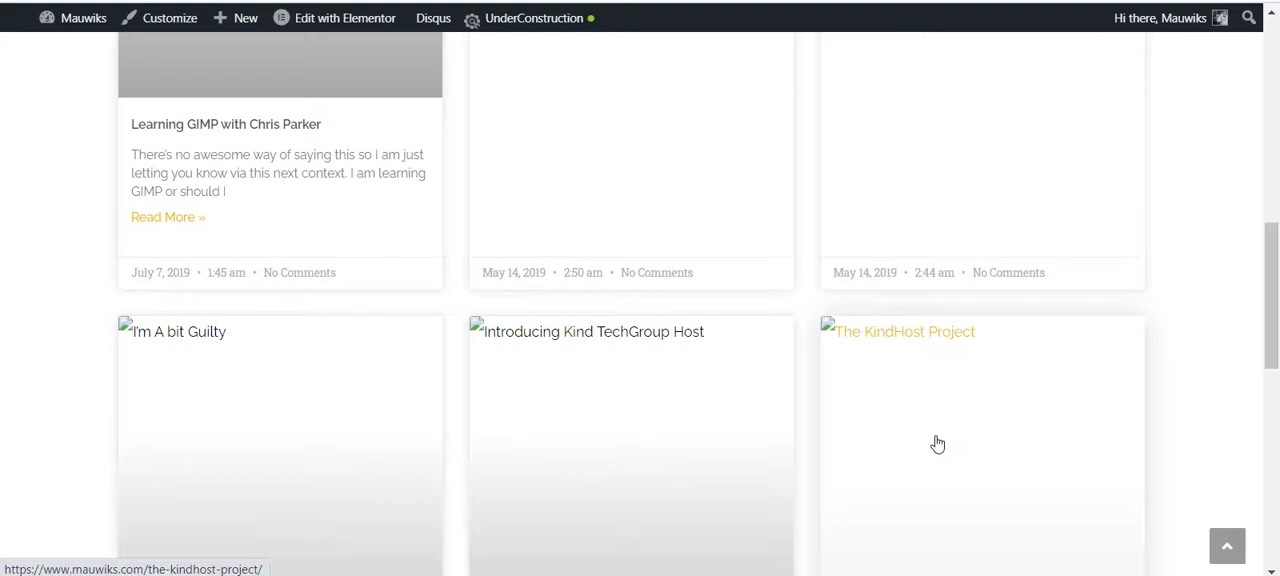 Mauwiks Customize New Edit with Elementor Disqus UnderConstruction Hi there, Mauwiks
Learning GIMP with Chris Parker
There's no awesome way of saying this so I am just
letting you know via this next context. I am learning
GIMP or should I
Read More »
July 7, 2019 • 1:45 am • No Comments
May 14, 2019 • 2:50 am • No Comments
May 14, 2019 • 2:44 am • No Comments
I'm A bit Guilty
Introducing Kind TechGroup Host
The KindHost Project
https://www.mauwiks.com/the-kindhost-project/